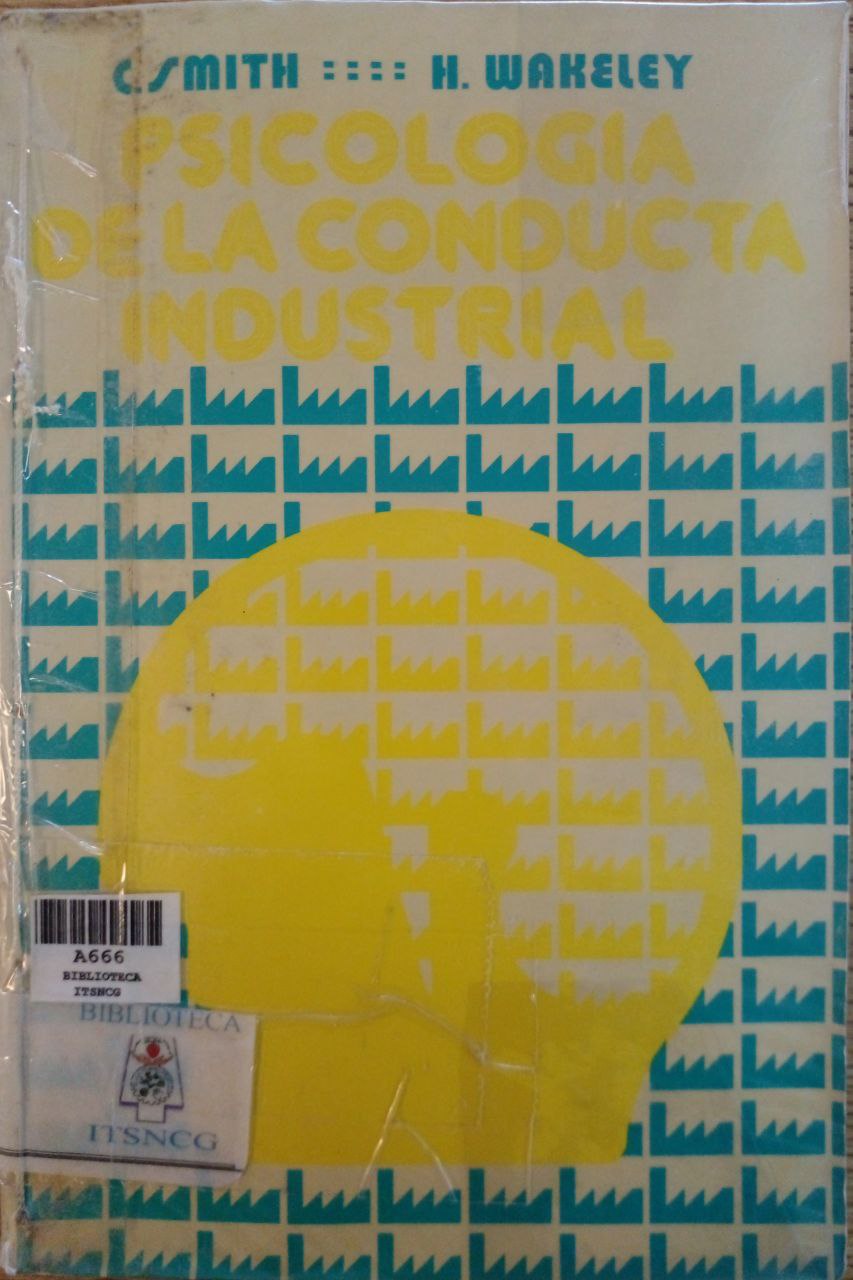 C. SMITH :::: H. WAKELEY
PSICOLOGIA
DE LA CONDUCTA
INDUSTRIAL
A666
BIBLIOTECA
ITSNCG
BIBLIOTECA
ITSNCG